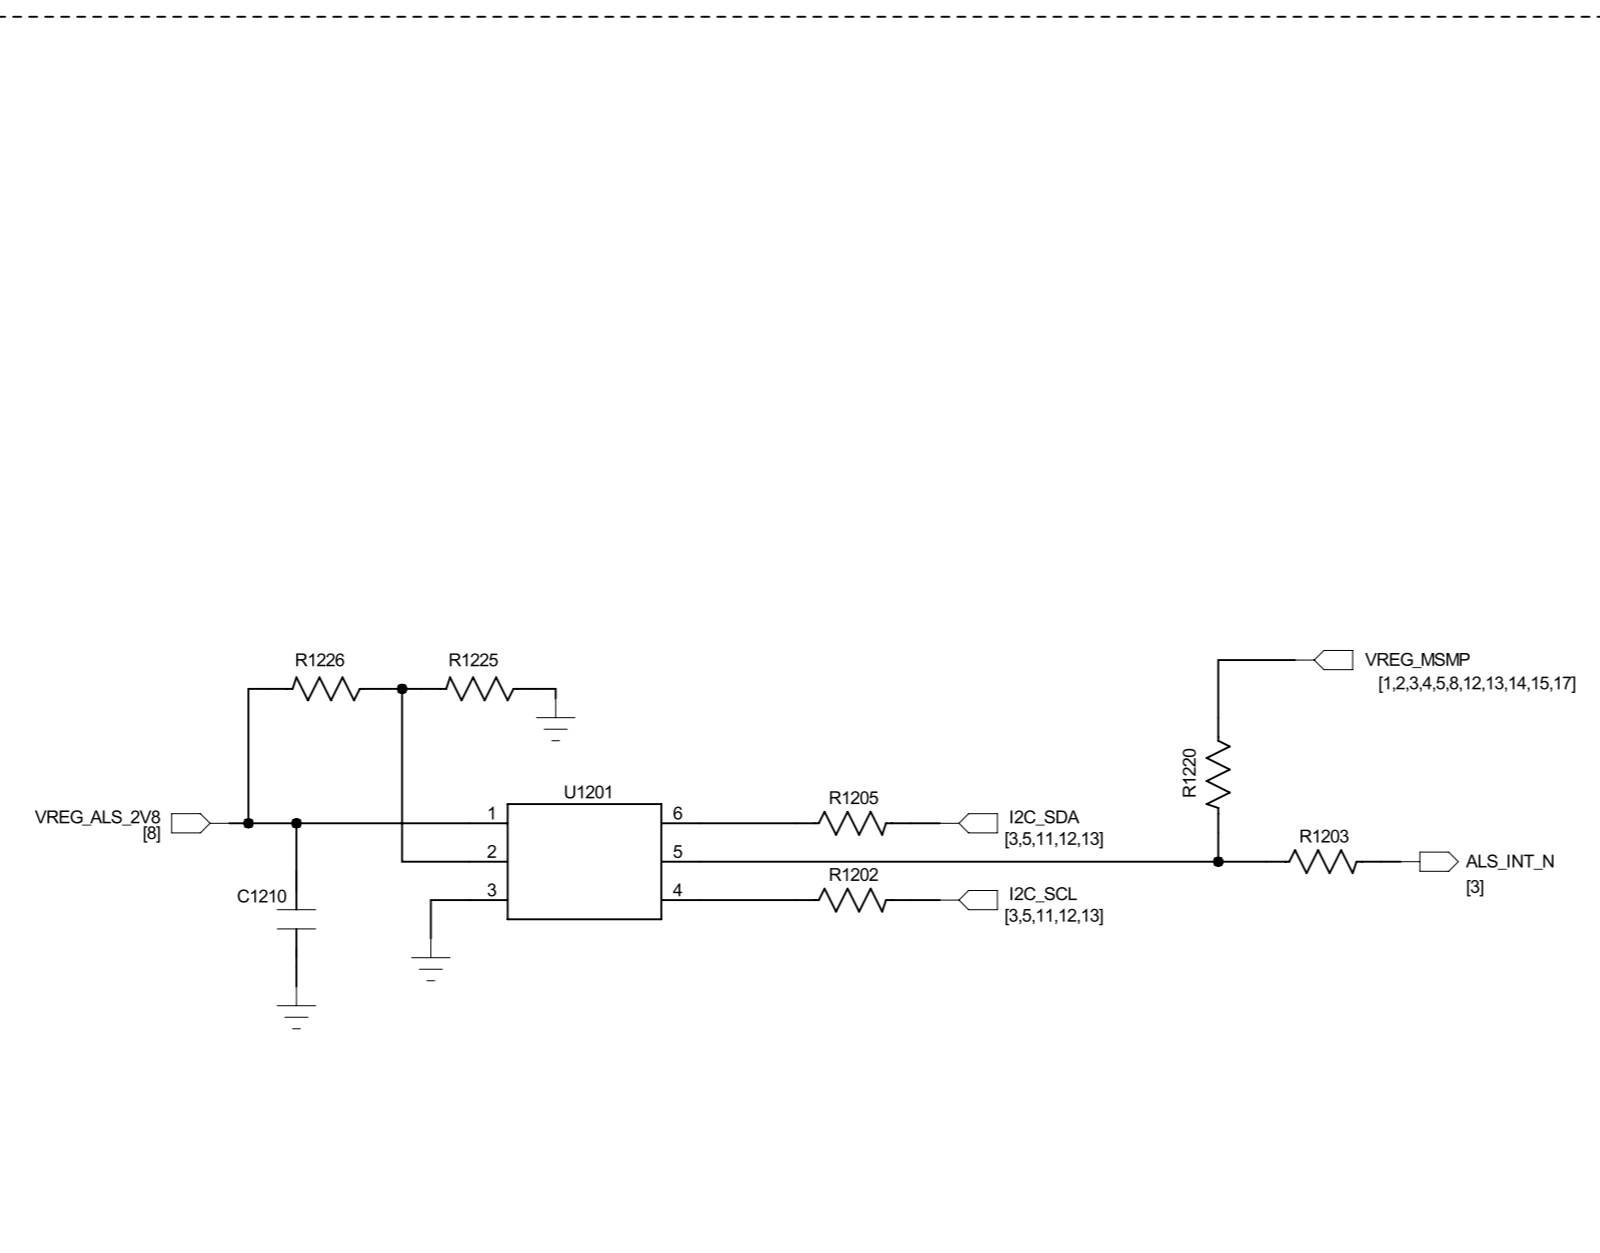 R1226
R1225
VREG_MSMP
[1,2,3,4,5,8,12,13,14,15,17]
R1220
U1201
VREG_ALS_2V8
[8]
1
2
3
6
5
4
R1205
I2C_SDA
[3,5,11,12,13]
R1202
I2C_SCL
[3,5,11,12,13]
R1203
ALS_INT_N
[3]
C1210